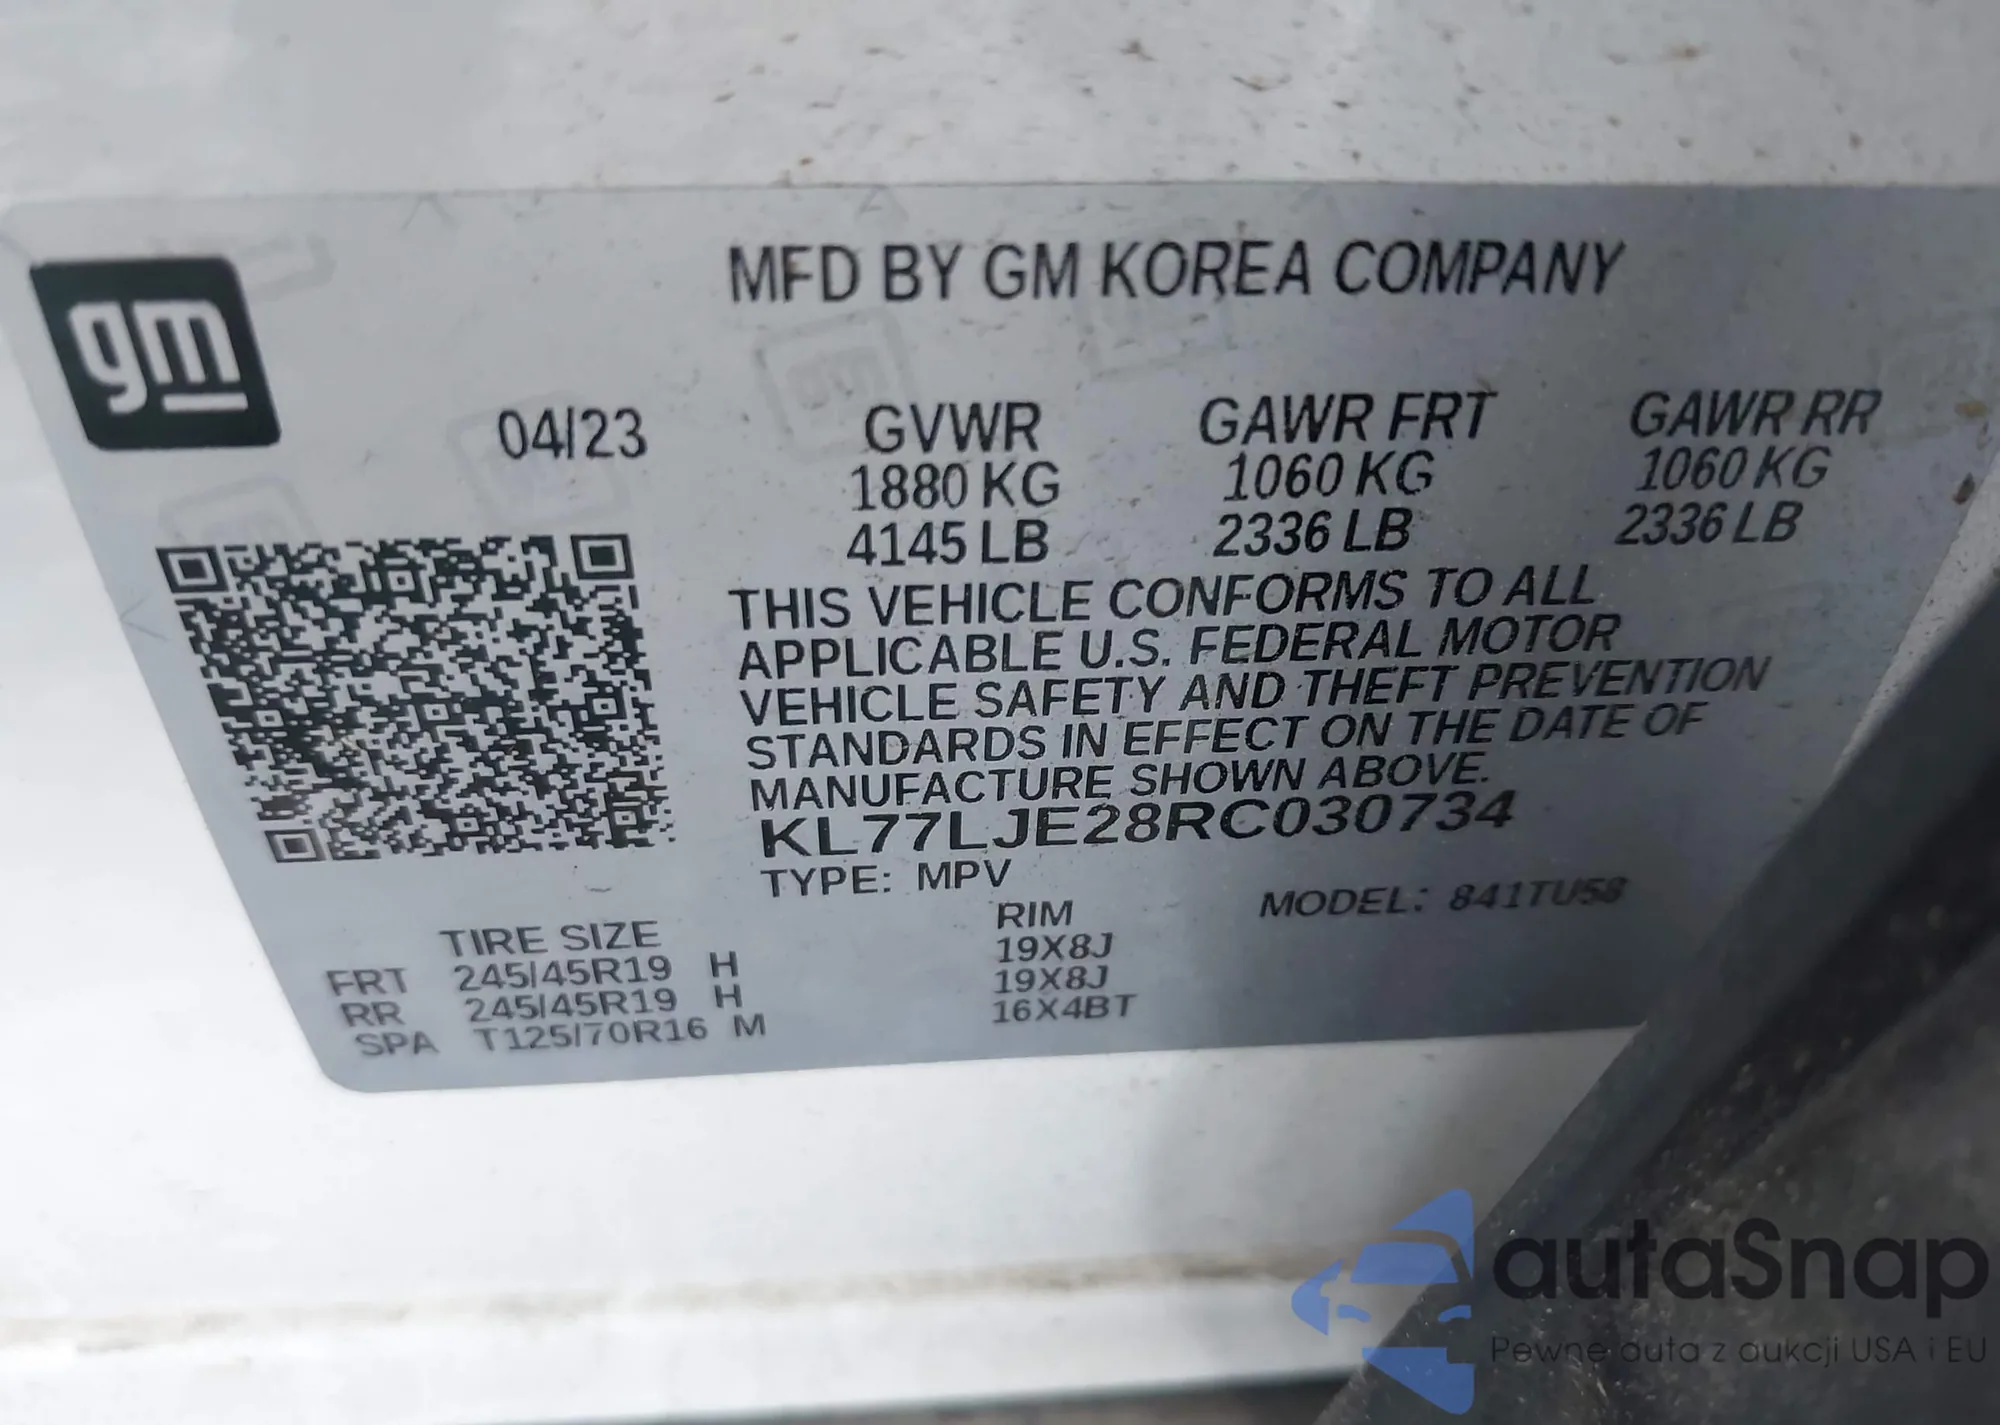 gm
MFD BY GM KOREA COMPANY
04/23 GVWR GAWR FRT GAWR RR
1880 KG 1060 KG 1060 KG
4145 LB 2336 LB 2336 LB
THIS VEHICLE CONFORMS TO ALL
APPLICABLE U.S. FEDERAL MOTOR
VEHICLE SAFETY AND THEFT PREVENTION
STANDARDS IN EFFECT ON THE DATE OF
MANUFACTURE SHOWN ABOVE.
KL77LJE28RC030734
TYPE: MPV MODEL: 841TU58
TIRE SIZE RIM
FRT 245/45R19 H 19X8J
RR 245/45R19 H 19X8J
SPA T125/70R16 M 16X4BT
autaSnap
Pewne auta z aukcji USA i EU